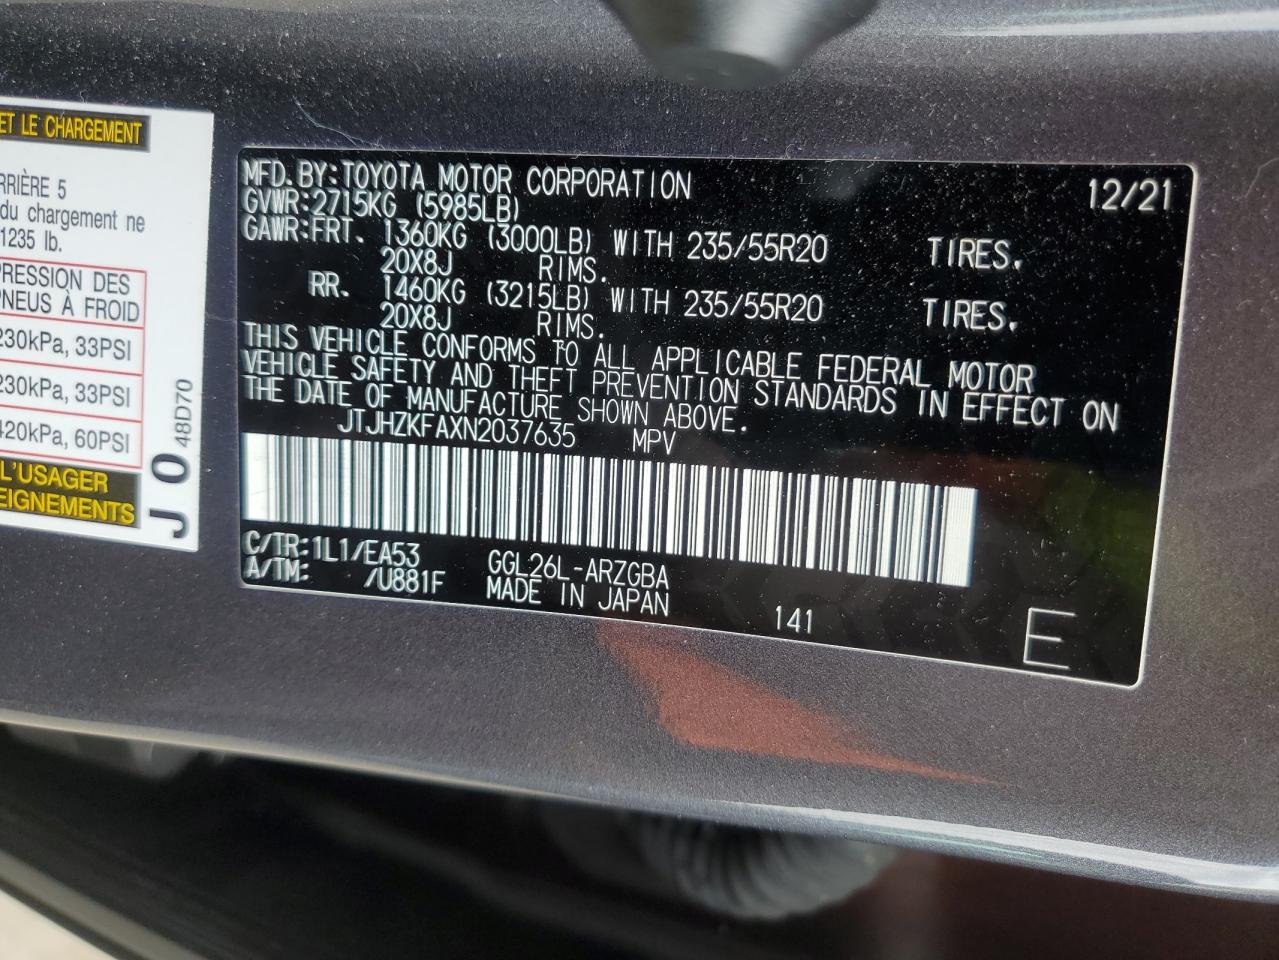 ET LE CHARGEMENT
RRIÈRE 5
du chargement ne
1235 lb.
PRESSION DES
PNEUS À FROID
230kPa, 33PSI
230kPa, 33PSI
420kPa, 60PSI
L'USAGER
EIGNEMENTS
J O 48D70
MFD.BY:TOYOTA MOTOR CORPORATION 12/21
GVWR:2715KG (5985LB)
GAWR:FRT. 1360KG (3000LB) WITH 235/55R20 TIRES.
20X8J RIMS.
RR. 1460KG (3215LB) WITH 235/55R20 TIRES.
20X8J RIMS.
THIS VEHICLE CONFORMS TO ALL APPLICABLE FEDERAL MOTOR
VEHICLE SAFETY AND THEFT PREVENTION STANDARDS IN EFFECT ON
THE DATE OF MANUFACTURE SHOWN ABOVE.
JTJHZKFAXN2037635 MPV
C/TR:1L1/EA53 GGL26L-ARZGBA
A/TM: /U881F MADE IN JAPAN
141
E